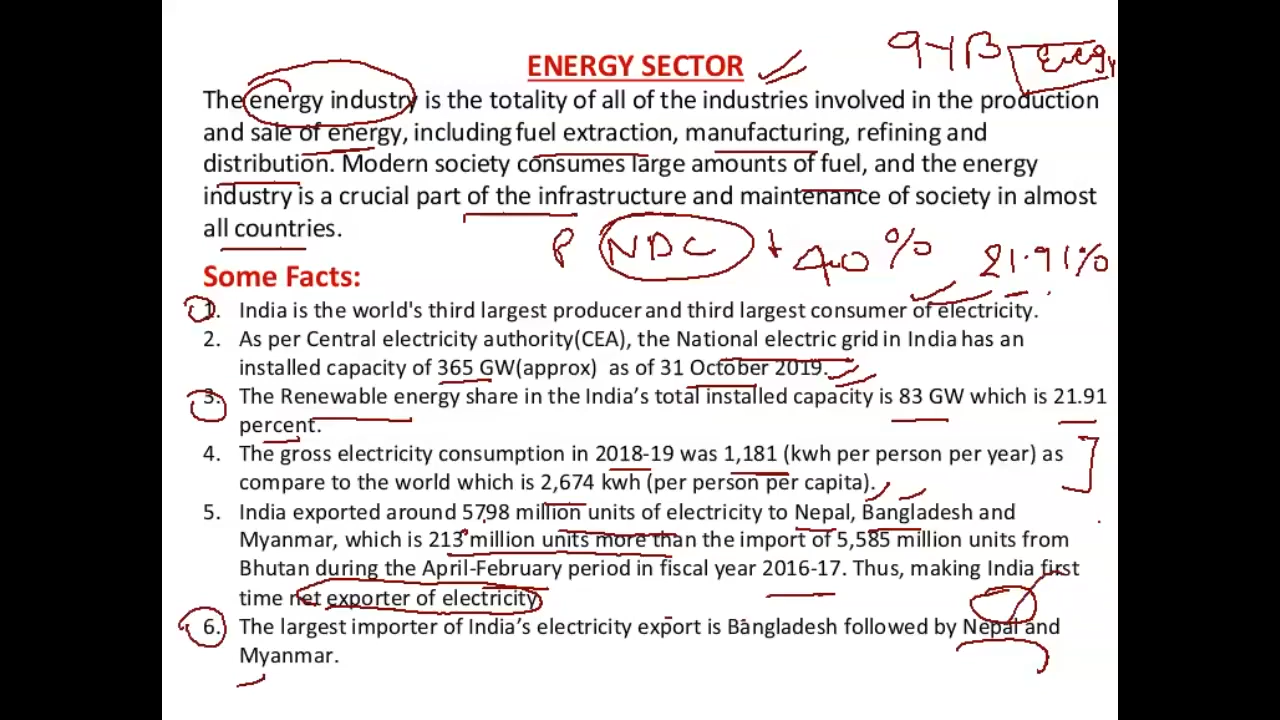 ENERGY SECTOR
Energy
The energy industry is the totality of all of the industries involved in the production
and sale of energy, including fuel extraction, manufacturing, refining and
distribution. Modern society consumes large amounts of fuel, and the energy
industry is a crucial part of the infrastructure and maintenance of society in almost
all countries.
NDC 40% 21.91%
Some Facts:
1. India is the world's third largest producer and third largest consumer of electricity.
2. As per Central electricity authority(CEA), the National electric grid in India has an
installed capacity of 365 GW(approx) as of 31 October 2019.
3. The Renewable energy share in the India's total installed capacity is 83 GW which is 21.91
percent.
4. The gross electricity consumption in 2018-19 was 1,181 (kwh per person per year) as
compare to the world which is 2,674 kwh (per person per capita).
5. India exported around 5798 million units of electricity to Nepal, Bangladesh and
Myanmar, which is 213 million units more than the import of 5,585 million units from
Bhutan during the April-February period in fiscal year 2016-17. Thus, making India first
time net exporter of electricity
6. The largest importer of India's electricity export is Bangladesh followed by Nepal and
Myanmar.